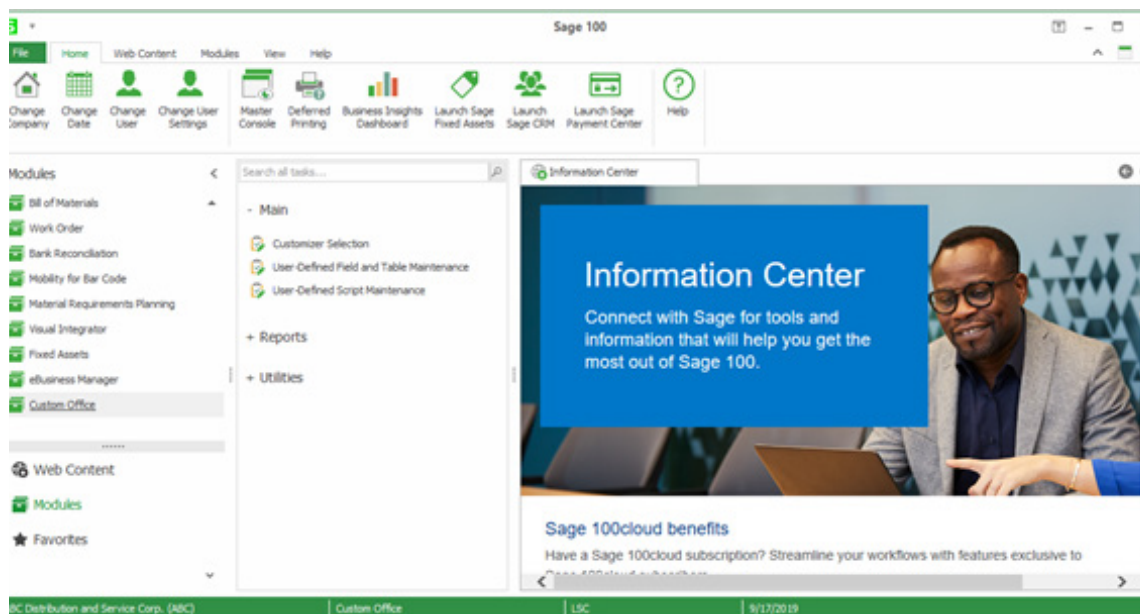 Sage 100
File Home Web Content Modules View Help
Change Change Change Change User Master Deferred Business Insights Launch Sage Launch Launch Sage Help
Company Date User Settings Console Printing Dashboard Fixed Assets Sage CRM Payment Center
Modules
Search all tasks...
Information Center
Bill of Materials
Work Order
Bank Reconciliation
Mobility for Bar Code
Material Requirements Planning
Visual Integrator
Fixed Assets
eBusiness Manager
Custom Office
Web Content
Modules
Favorites
- Main
Customizer Selection
User-Defined Field and Table Maintenance
User-Defined Script Maintenance
+ Reports
+ Utilities
Information Center
Connect with Sage for tools and
information that will help you get the
most out of Sage 100.
Sage 100cloud benefits
Have a Sage 100cloud subscription? Streamline your workflows with features exclusive to
BC Distribution and Service Corp. (ABC) Custom Office LSC 9/17/2019